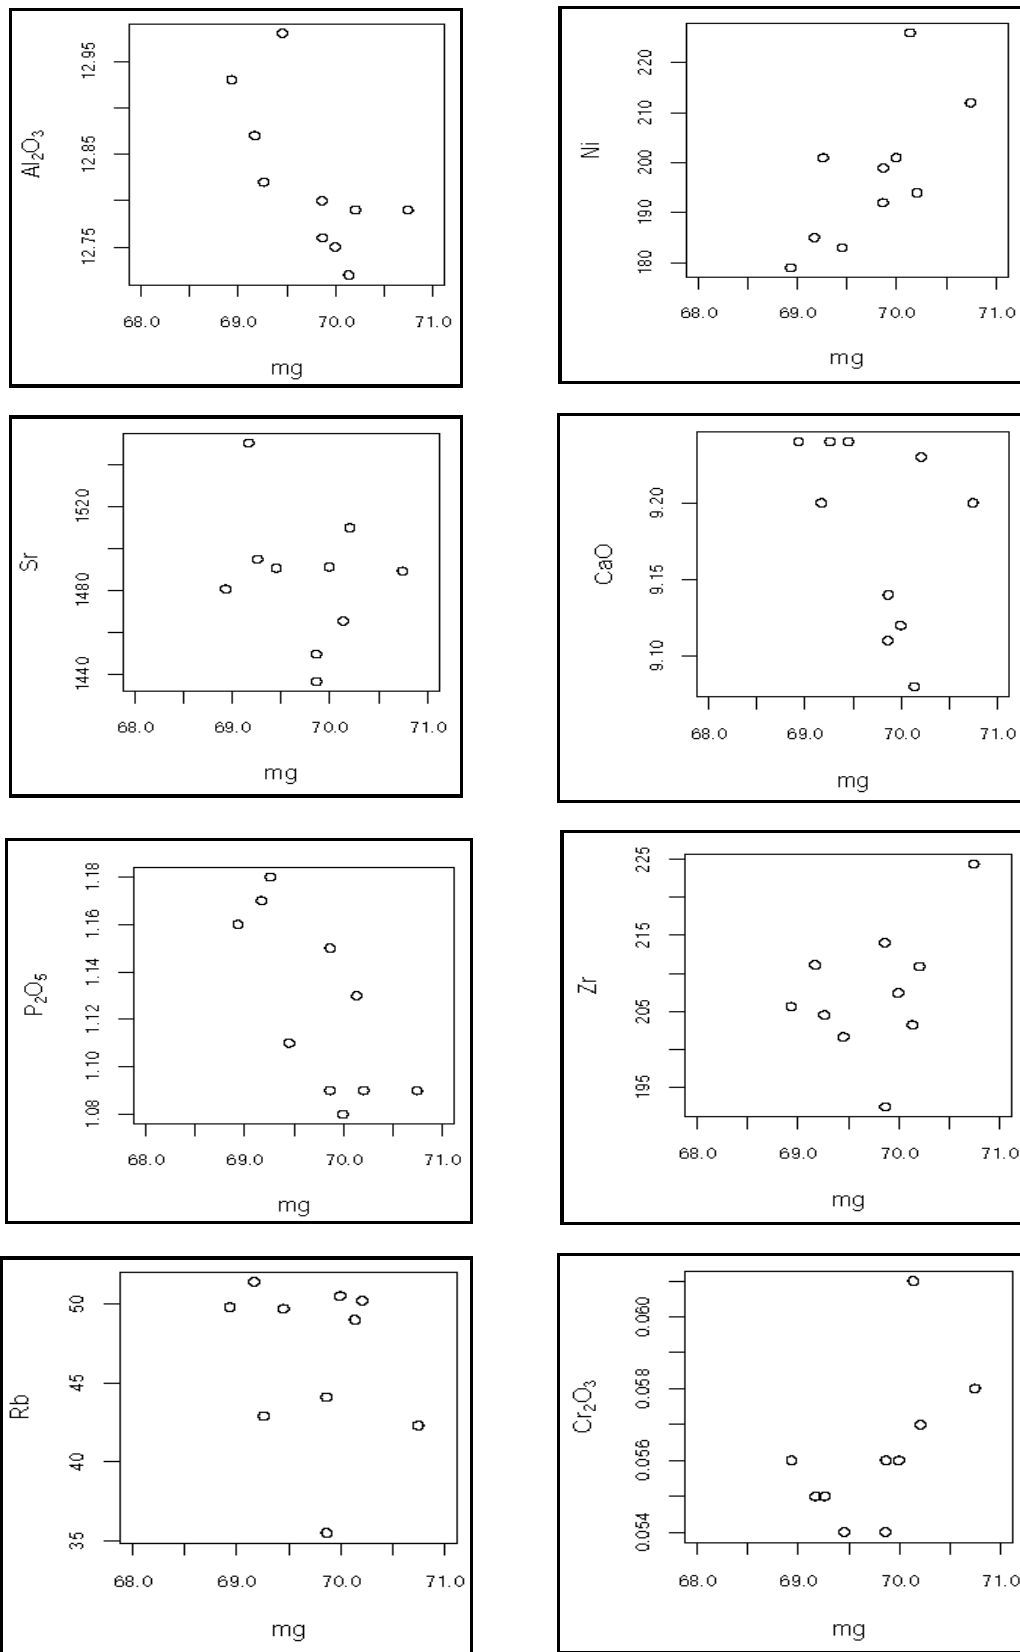 Al₂O₃
12.95
12.85
12.75
68.0 69.0 70.0 71.0
mg
Ni
220
210
200
190
180
68.0 69.0 70.0 71.0
mg
Sr
1520
1480
1440
68.0 69.0 70.0 71.0
mg
CaO
9.20
9.15
9.10
68.0 69.0 70.0 71.0
mg
P₂O₅
1.18
1.16
1.14
1.12
1.10
1.08
68.0 69.0 70.0 71.0
mg
Zr
225
215
205
195
68.0 69.0 70.0 71.0
mg
Rb
50
45
40
35
68.0 69.0 70.0 71.0
mg
Cr₂O₃
0.060
0.058
0.056
0.054
68.0 69.0 70.0 71.0
mg